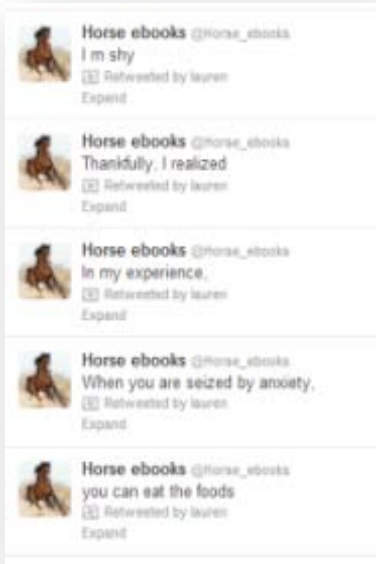 Horse ebooks @Horse_ebooks
I m shy
Retweeted by lauren
Expand
Horse ebooks @Horse_ebooks
Thankfully, I realized
Retweeted by lauren
Expand
Horse ebooks @Horse_ebooks
In my experience,
Retweeted by lauren
Expand
Horse ebooks @Horse_ebooks
When you are seized by anxiety,
Retweeted by lauren
Expand
Horse ebooks @Horse_ebooks
you can eat the foods
Retweeted by lauren
Expand